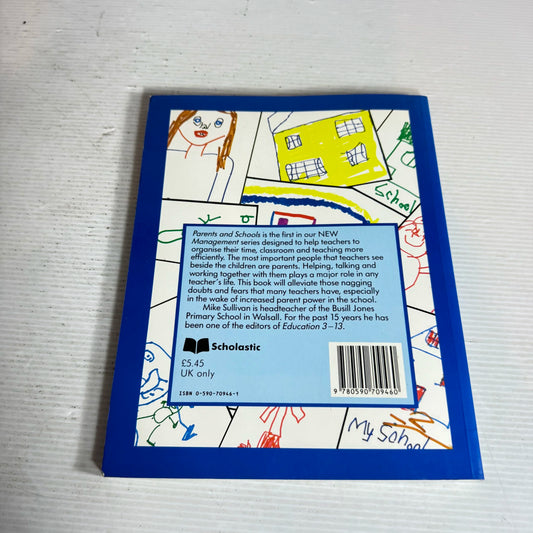 School
Parents and Schools is the first in our NEW
Management series designed to help teachers to
organise their time, classroom and teaching more
efficiently. The most important people that teachers see
beside the children are parents. Helping, talking and
working together with them plays a major role in any
teacher's life. This book will alleviate those nagging
doubts and fears that many teachers have, especially
in the wake of increased parent power in the school.
Mike Sullivan is headteacher of the Busill Jones
Primary School in Walsall. For the past 15 years he has
been one of the editors of Education 3–13.
Scholastic
£5.45
UK only
ISBN 0-590-70946-1
9 780590 709460
My School